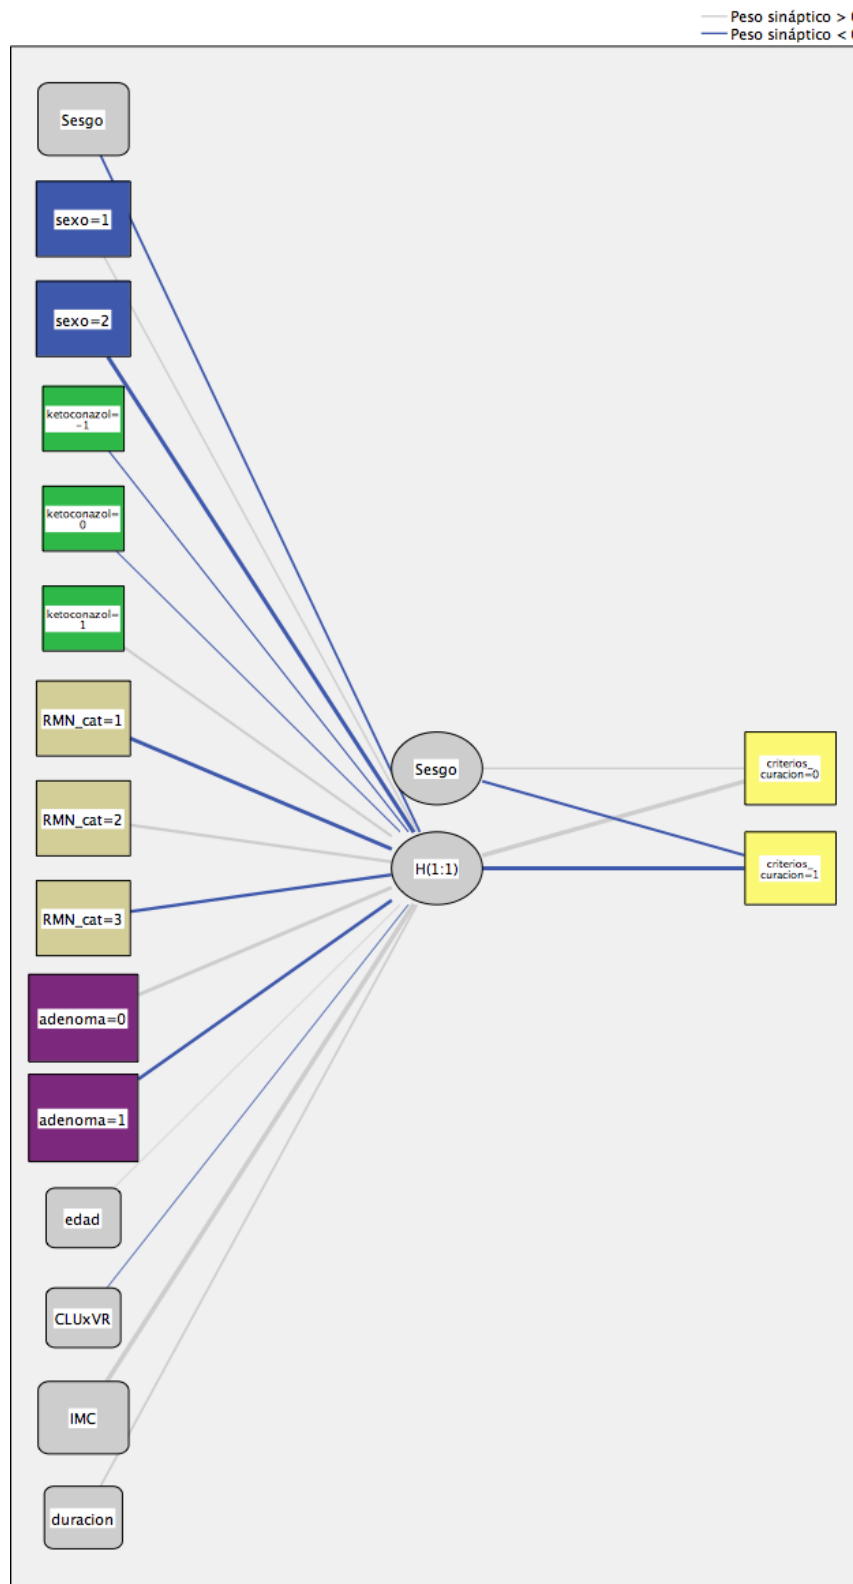 Peso sináptico > 0
Peso sináptico < 0
Sesgo
sexo=1
sexo=2
ketoconazol=
-1
ketoconazol=
0
ketoconazol=
1
RMN_cat=1
RMN_cat=2
RMN_cat=3
adenoma=0
adenoma=1
edad
CLUxVR
IMC
duracion
Sesgo
H(1:1)
criterios_
curacion=0
criterios_
curacion=1